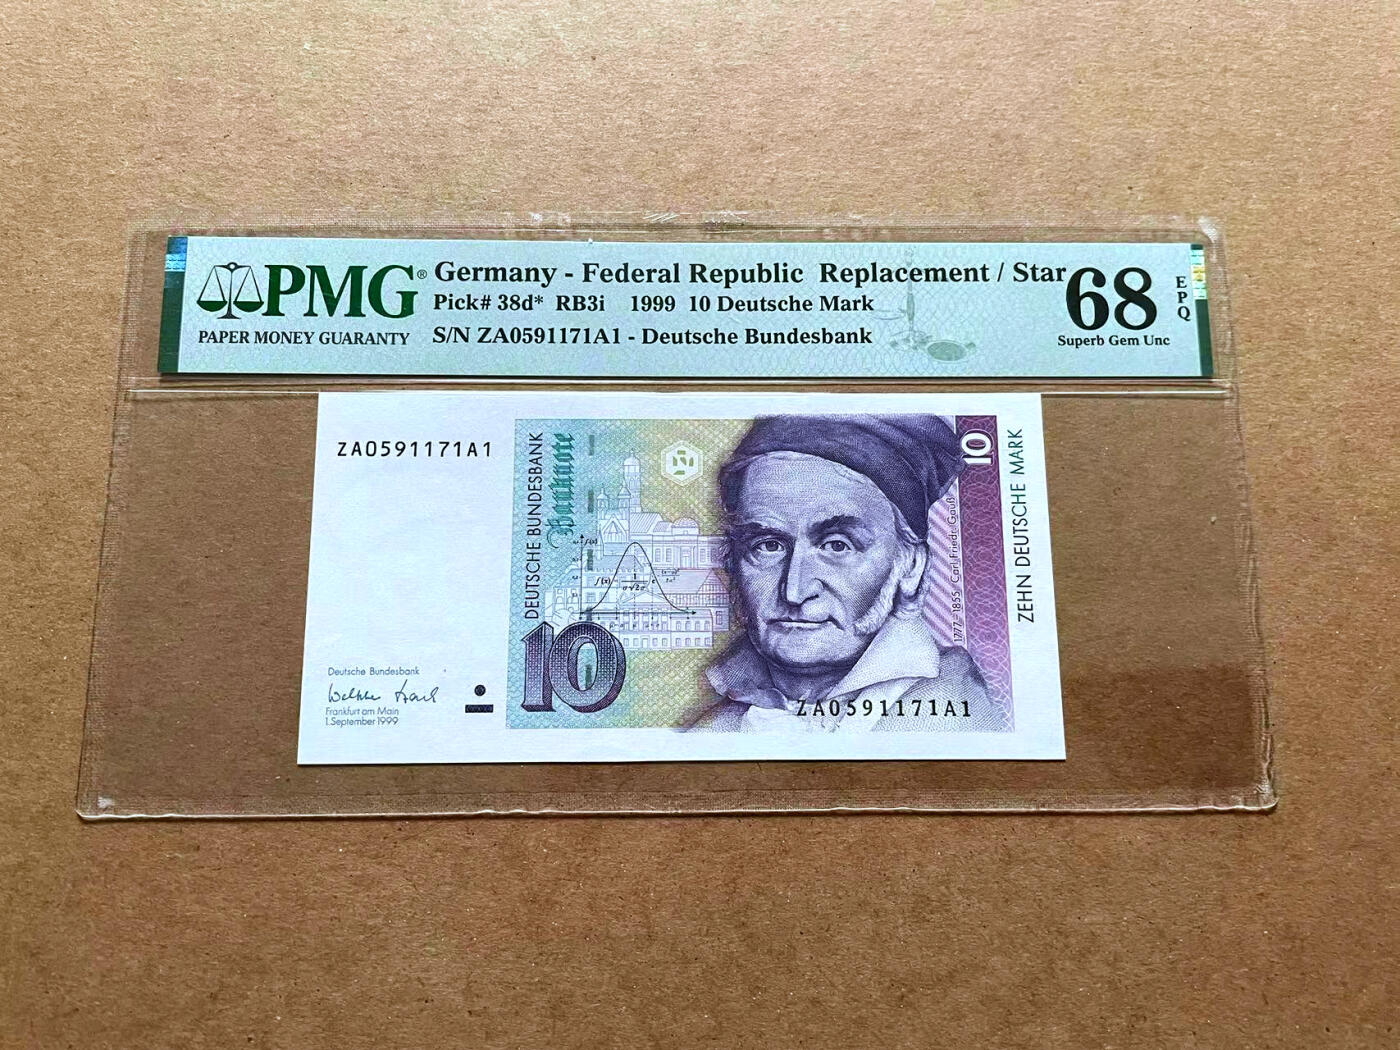 PMG®
PAPER MONEY GUARANTY
Germany - Federal Republic Replacement / Star
Pick# 38d* RB3i 1999 10 Deutsche Mark
S/N ZA0591171A1 - Deutsche Bundesbank
68
EPQ
Superb Gem Unc
ZA0591171A1
DEUTSCHE BUNDESBANK
Banknote
10
1777-1855 Carl Friedr. Gauß
10
ZEHN DEUTSCHE MARK
Deutsche Bundesbank
Frankfurt am Main
1. September 1999
ZA0591171A1